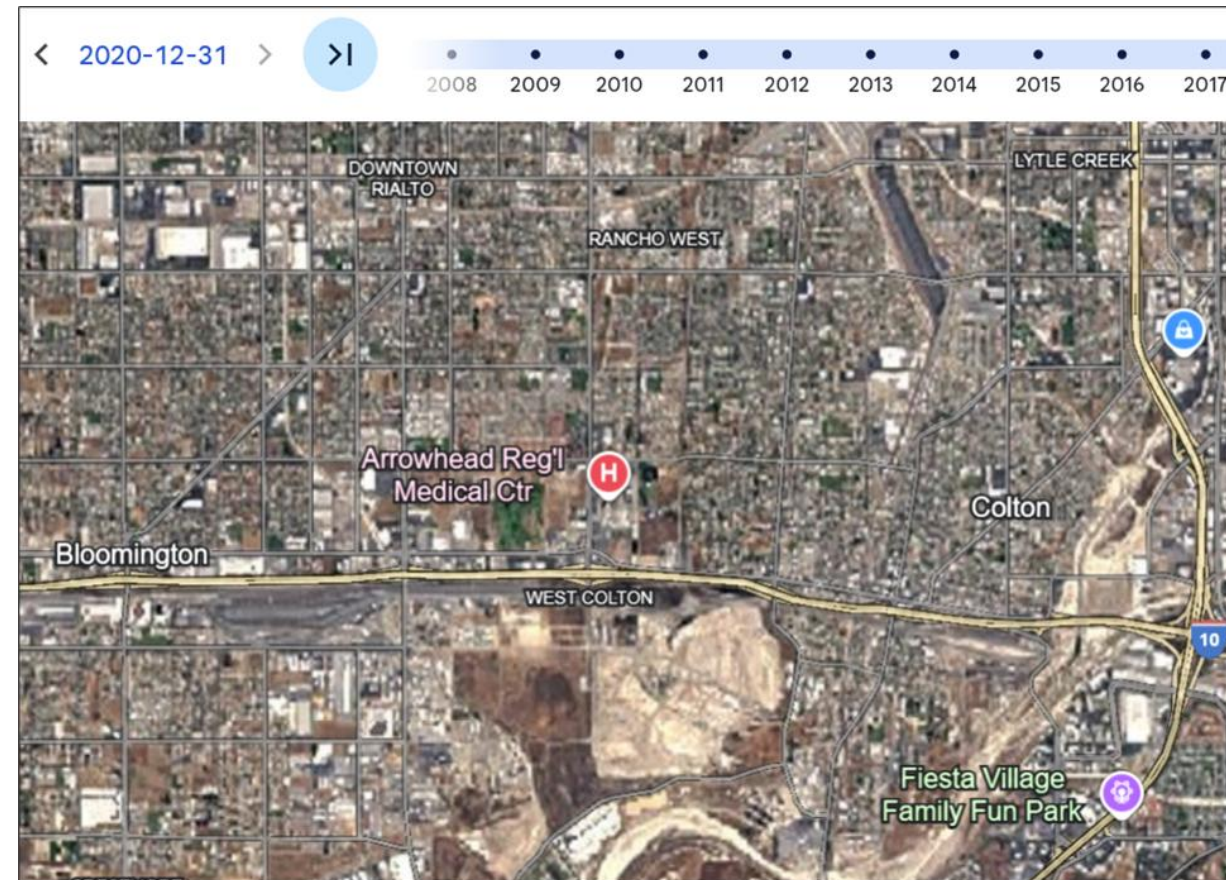 2020-12-31
2008 2009 2010 2011 2012 2013 2014 2015 2016 2017
DOWNTOWN
RIALTO
LYTLE CREEK
RANCHO WEST
Arrowhead Reg'l
Medical Ctr
H
Colton
Bloomington
WEST COLTON
10
Fiesta Village
Family Fun Park